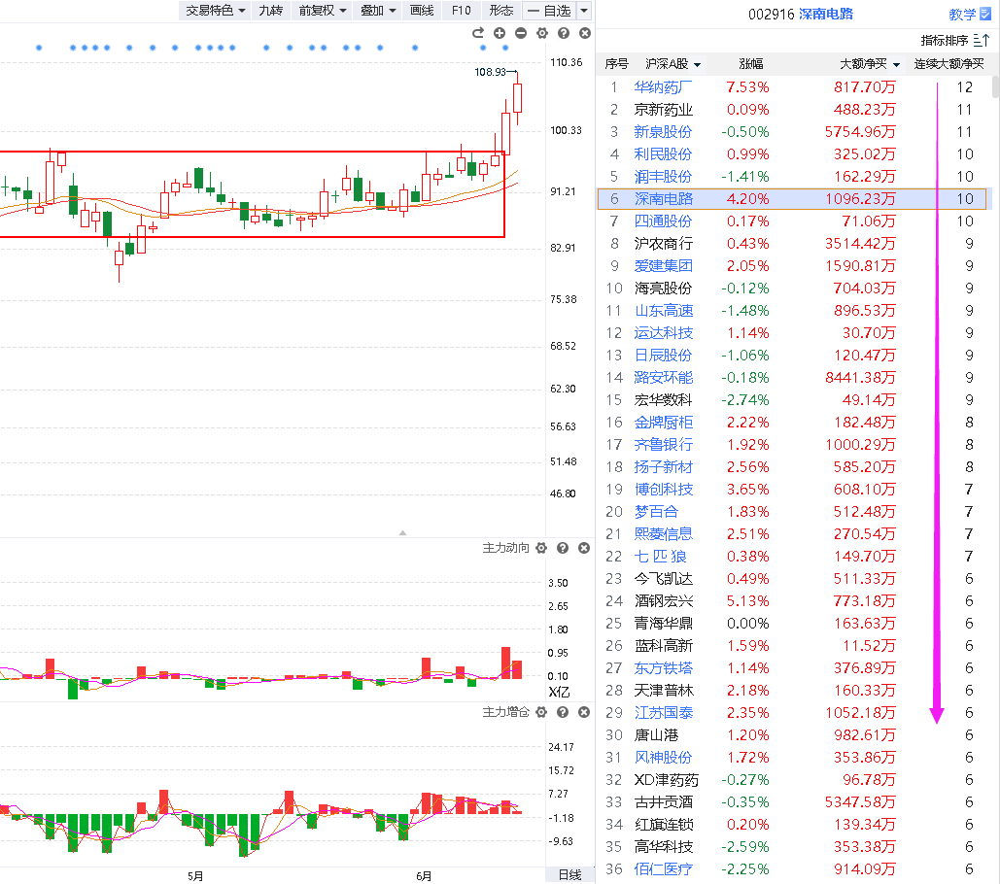 交易特色 九转 前复权 叠加 画线 F10 形态 一 自选
108.93
110.36
100.33
91.21
82.91
75.38
68.52
62.30
56.63
51.48
46.80
主力动向
3.50
2.65
1.80
0.95
0.10
X亿
主力增仓
24.17
15.72
7.27
-1.18
-9.63
5月 6月 日线
002916 深南电路 教学
指标排序
序号 沪深A股 涨幅 大额净买 连续大额净买
1 华纳药厂 7.53% 817.70万 12
2 京新药业 0.09% 488.23万 11
3 新泉股份 -0.50% 5754.96万 11
4 利民股份 0.99% 325.02万 10
5 润丰股份 -1.41% 162.29万 10
6 深南电路 4.20% 1096.23万 10
7 四通股份 0.17% 71.06万 10
8 沪农商行 0.43% 3514.42万 9
9 爱建集团 2.05% 1590.81万 9
10 海亮股份 -0.12% 704.03万 9
11 山东高速 -1.48% 896.53万 9
12 运达科技 1.14% 30.70万 9
13 日辰股份 -1.06% 120.47万 9
14 潞安环能 -0.18% 8441.38万 9
15 宏华数科 -2.74% 49.14万 9
16 金牌厨柜 2.22% 182.48万 8
17 齐鲁银行 1.92% 1000.29万 8
18 扬子新材 2.56% 585.20万 8
19 博创科技 3.65% 608.10万 7
20 梦百合 1.83% 512.48万 7
21 熙菱信息 2.51% 270.54万 7
22 七 匹 狼 0.38% 149.70万 7
23 今飞凯达 0.49% 511.33万 6
24 酒钢宏兴 5.13% 773.18万 6
25 青海华鼎 0.00% 163.63万 6
26 蓝科高新 1.59% 11.52万 6
27 东方铁塔 1.14% 376.89万 6
28 天津普林 2.18% 160.33万 6
29 江苏国泰 2.35% 1052.18万 6
30 唐山港 1.20% 982.61万 6
31 风神股份 1.72% 353.86万 6
32 XD津药药 -0.27% 96.78万 6
33 古井贡酒 -0.35% 5347.58万 6
34 红旗连锁 0.20% 139.34万 6
35 高华科技 -2.59% 353.38万 6
36 佰仁医疗 -2.25% 914.09万 6